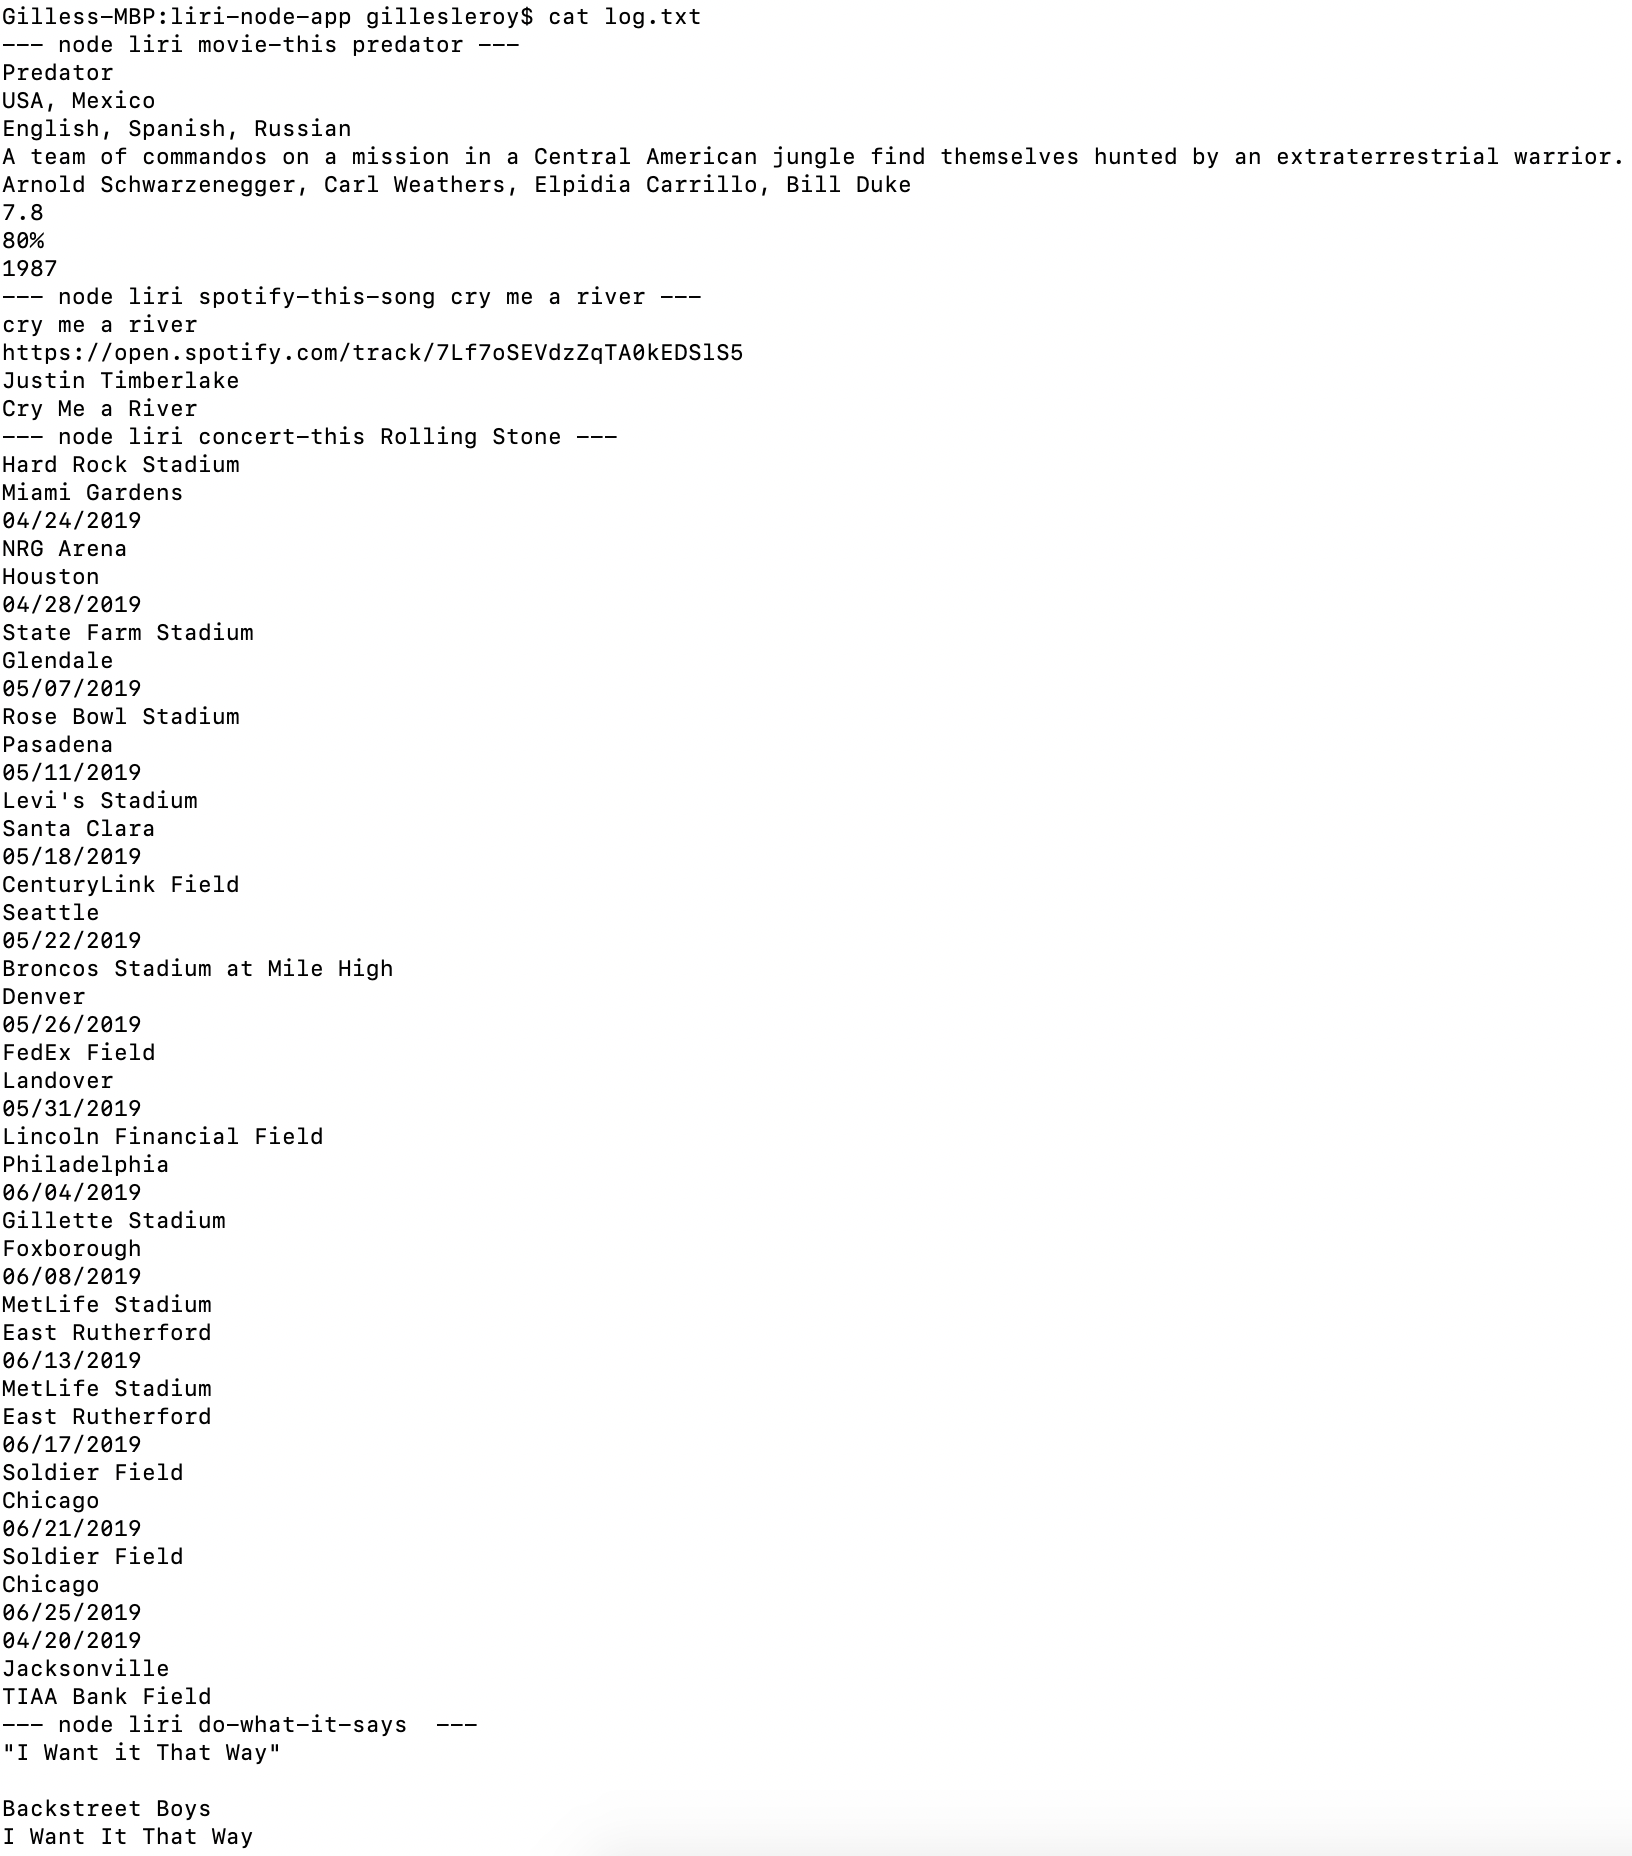 Gilless-MBP:liri-node-app gillesleroy$ cat log.txt
--- node liri movie-this predator ---
Predator
USA, Mexico
English, Spanish, Russian
A team of commandos on a mission in a Central American jungle find themselves hunted by an extraterrestrial warrior.
Arnold Schwarzenegger, Carl Weathers, Elpidia Carrillo, Bill Duke
7.8
80%
1987
--- node liri spotify-this-song cry me a river ---
cry me a river
https://open.spotify.com/track/7Lf7oSEVdzZqTA0kEDSlS5
Justin Timberlake
Cry Me a River
--- node liri concert-this Rolling Stone ---
Hard Rock Stadium
Miami Gardens
04/24/2019
NRG Arena
Houston
04/28/2019
State Farm Stadium
Glendale
05/07/2019
Rose Bowl Stadium
Pasadena
05/11/2019
Levi's Stadium
Santa Clara
05/18/2019
CenturyLink Field
Seattle
05/22/2019
Broncos Stadium at Mile High
Denver
05/26/2019
FedEx Field
Landover
05/31/2019
Lincoln Financial Field
Philadelphia
06/04/2019
Gillette Stadium
Foxborough
06/08/2019
MetLife Stadium
East Rutherford
06/13/2019
MetLife Stadium
East Rutherford
06/17/2019
Soldier Field
Chicago
06/21/2019
Soldier Field
Chicago
06/25/2019
04/20/2019
Jacksonville
TIAA Bank Field
--- node liri do-what-it-says  ---
"I Want it That Way"

Backstreet Boys
I Want It That Way